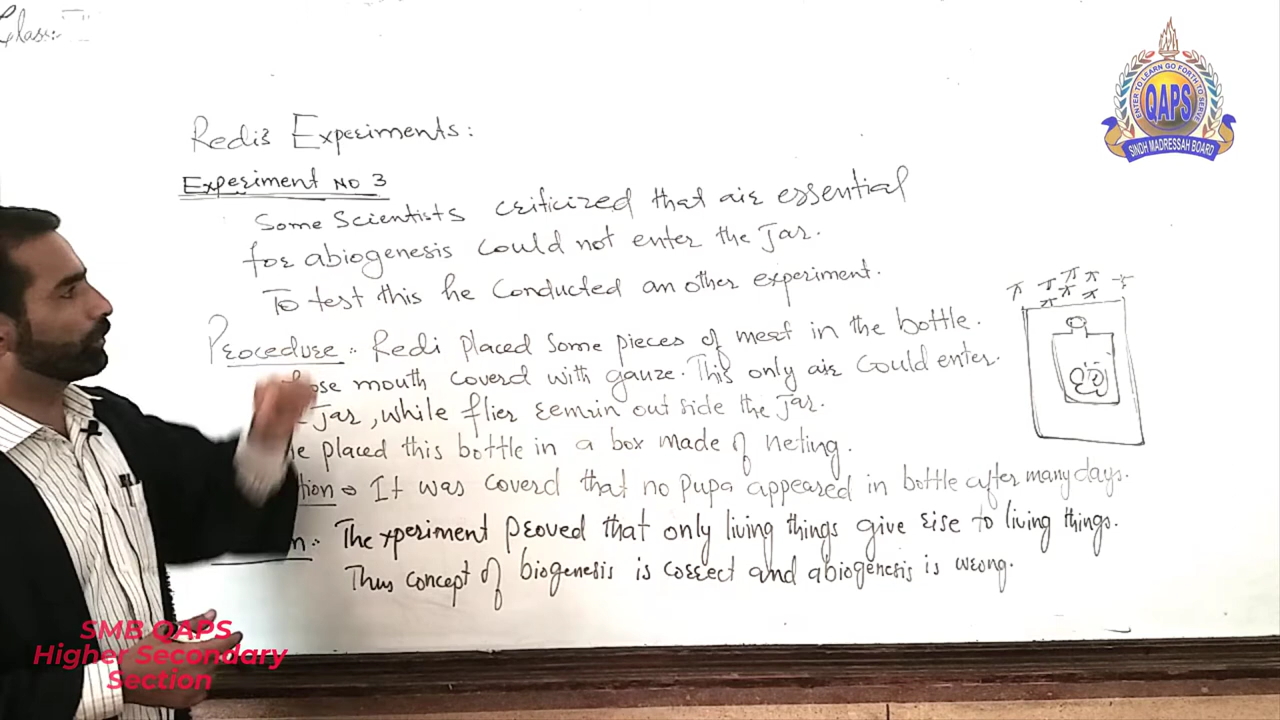 Class:-
ENTER TO LEARN GO FORTH TO SERVE
QAPS
SINDH MADRESSAH BOARD
Redi's Experiments:
Experiment No 3
Some Scientists criticized that air essential
for abiogenesis could not enter the Jar.
To test this he Conducted an other experiment.
Procedure:- Redi placed Some pieces of meat in the bottle.
mouth coverd with gauze. This only air Could enter
Jar, while flier remrin out side the Jar.
placed this bottle in a box made of Neting.
It was coverd that no Pupa appeared in bottle after many days.
The xperiment Proved that only living things give rise to living things.
Thus concept of biogenesis is correct and abiogenesis is wrong.
SMB QAPS
Higher Secondary
Section